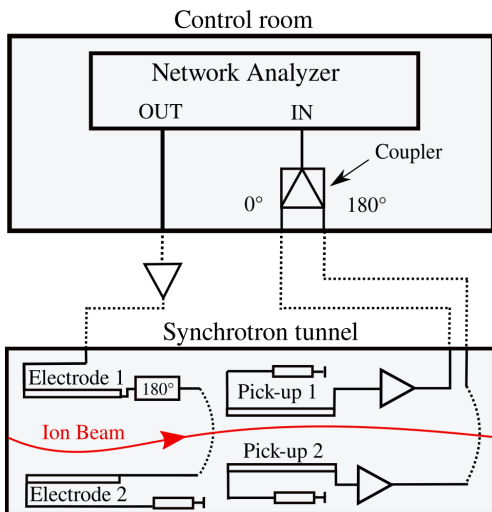 Control room
Network Analyzer
OUT
IN
Coupler
0°
180°
Synchrotron tunnel
Electrode 1
180°
Pick-up 1
Ion Beam
Pick-up 2
Electrode 2